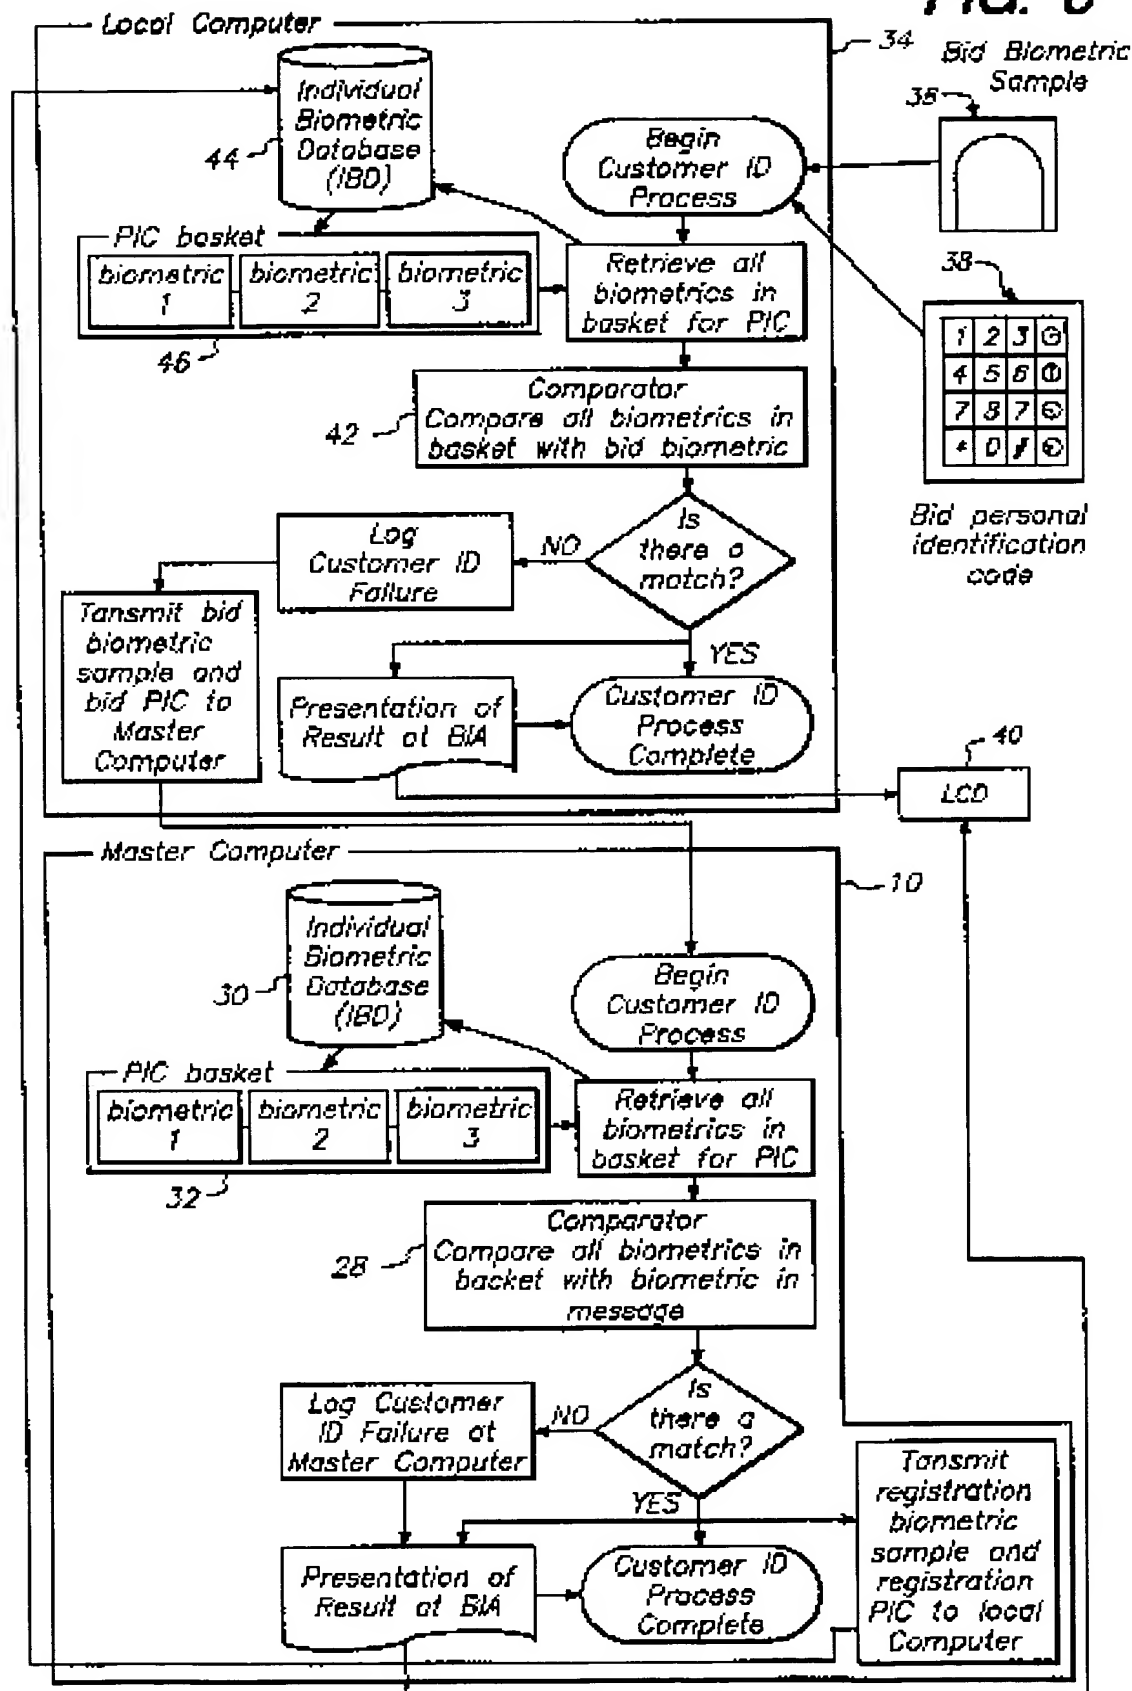 Local Computer
34
Bid Biometric
Sample
36
Individual
Biometric
Database
(IBD)
44
Begin
Customer ID
Process
PIC basket
biometric
1
biometric
2
biometric
3
46
Retrieve all
biometrics in
basket for PIC
38
1 2 3
4 5 6
7 8 7
* 0 #
Bid personal
identification
code
Comparator
Compare all biometrics in
basket with bid biometric
42
Is
there a
match?
NO
Log
Customer ID
Failure
Tansmit bid
biometric
sample and
bid PIC to
Master
Computer
YES
Presentation of
Result at BIA
Customer ID
Process
Complete
40
LCD
Master Computer
10
Individual
Biometric
Database
(IBD)
30
Begin
Customer ID
Process
PIC basket
biometric
1
biometric
2
biometric
3
32
Retrieve all
biometrics in
basket for PIC
Comparator
Compare all biometrics in
backet with biometric in
message
28
Is
there a
match?
NO
Log Customer
ID Failure at
Master Computer
YES
Presentation of
Result at BIA
Customer ID
Process
Complete
Tansmit
registration
biometric
sample and
registration
PIC to local
Computer